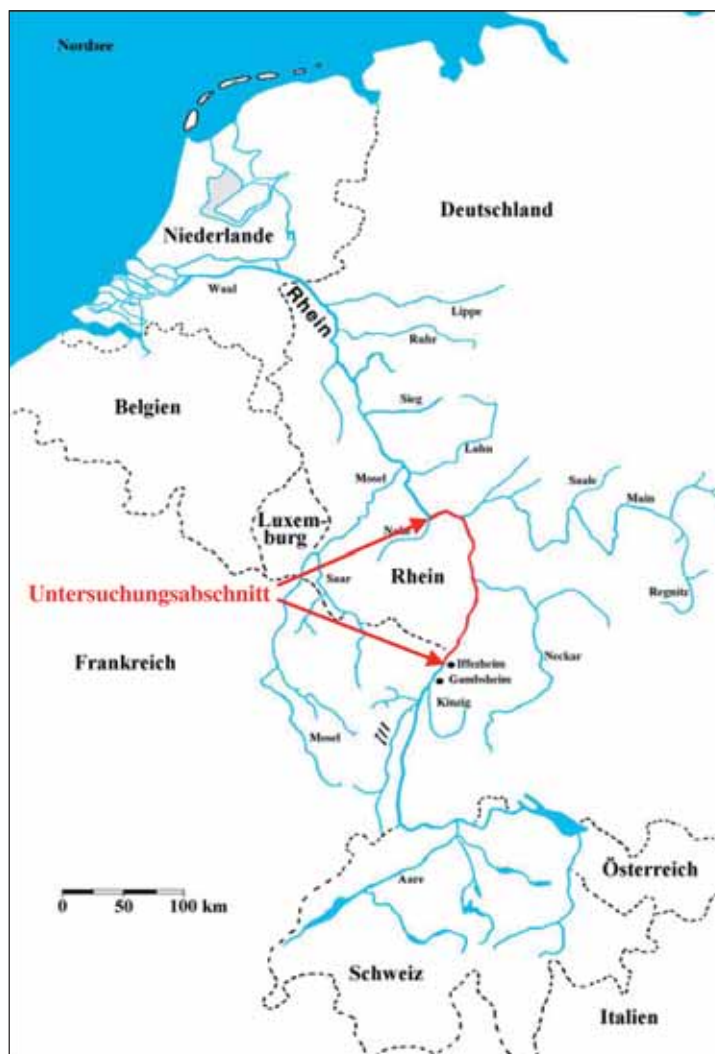 Nordsee
Deutschland
Niederlande
Waal
Rhein
Lippe
Ruhr
Belgien
Sieg
Lahn
Mosel
Saale
Main
Luxem-
burg
Nahe
Rhein
Untersuchungsabschnitt
Saar
Regnitz
Frankreich
Neckar
Iffezheim
Gambsheim
Kinzig
Mosel
Ill
Österreich
0 50 100 km
Aare
Schweiz
Italien